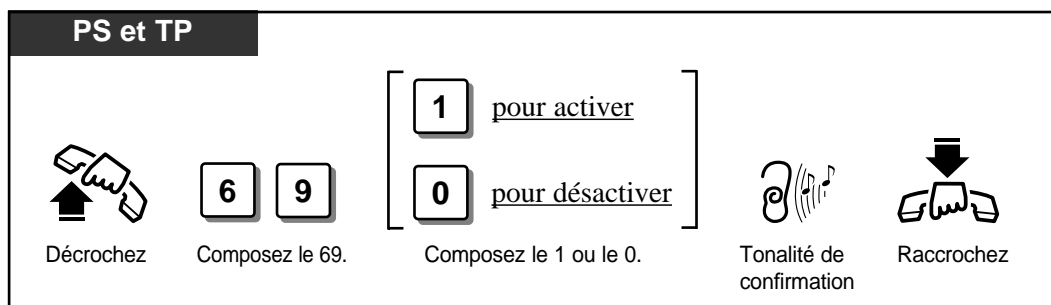 PS et TP
1 pour activer
6 9
0 pour désactiver
Décrochez
Composez le 69.
Composez le 1 ou le 0.
Tonalité de
confirmation
Raccrochez